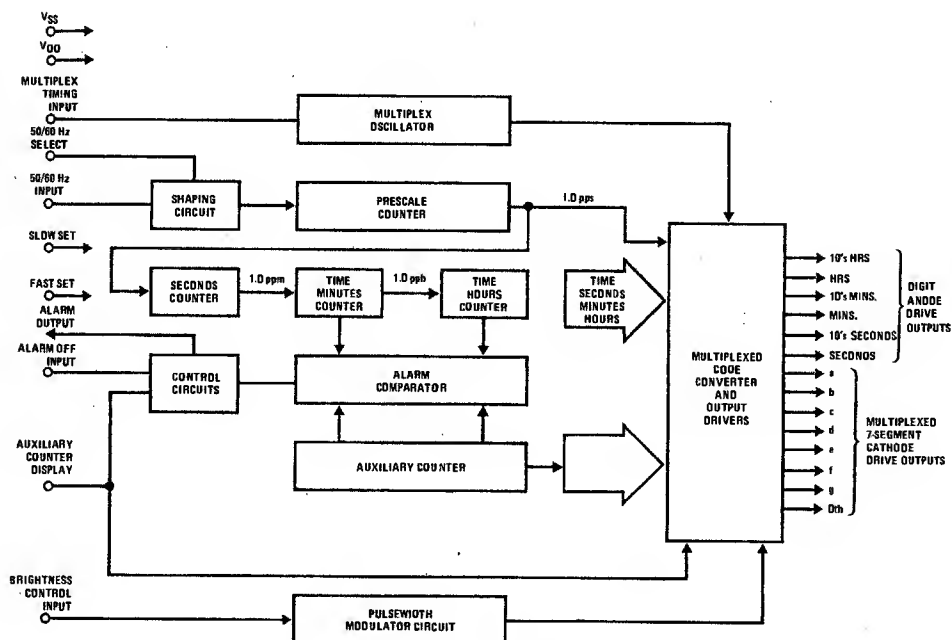 VSS
VDD
MULTIPLEX
TIMING
INPUT
50/60 Hz
SELECT
50/60 Hz
INPUT
SLOW SET
FAST SET
ALARM
OUTPUT
ALARM OFF
INPUT
AUXILIARY
COUNTER
DISPLAY
BRIGHTNESS
CONTROL
INPUT
MULTIPLEX
OSCILLATOR
SHAPING
CIRCUIT
PRESCALE
COUNTER
1.0 pps
SECONDS
COUNTER
1.0 ppm
TIME
MINUTES
COUNTER
1.0 pph
TIME
HOURS
COUNTER
TIME
SECONDS
MINUTES
HOURS
CONTROL
CIRCUITS
ALARM
COMPARATOR
AUXILIARY COUNTER
PULSEWIDTH
MODULATOR CIRCUIT
MULTIPLEXED
CODE
CONVERTER
AND
OUTPUT
DRIVERS
10's HRS
HRS
10's MINS.
MINS.
10's SECONDS
SECONDS
DIGIT
ANODE
DRIVE
OUTPUTS
a
b
c
d
e
f
g
Dth
MULTIPLEXED
7-SEGMENT
CATHODE
DRIVE OUTPUTS